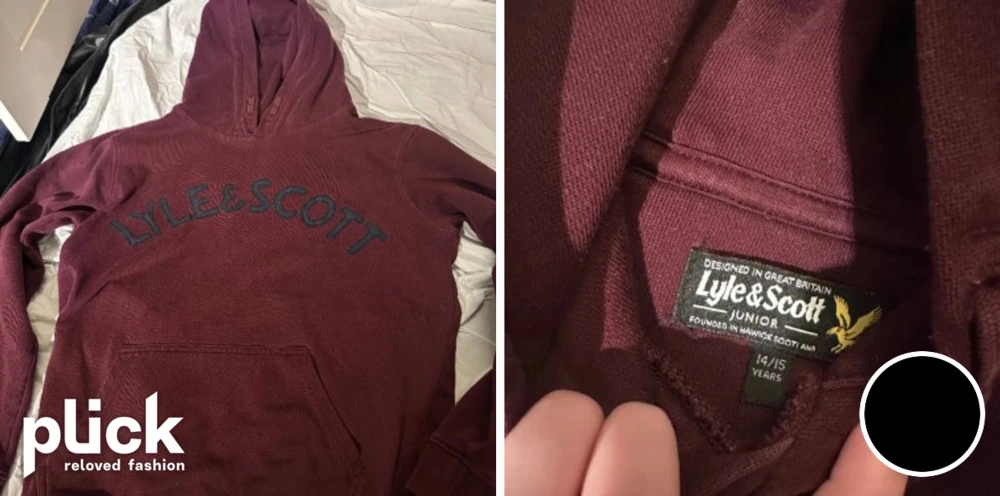 LYLE&SCOTT
plick
reloved fashion
DESIGNED IN GREAT BRITAIN
Lyle&Scott
JUNIOR
FOUNDED IN HAWICK SCOTLAND
14/15
YEARS